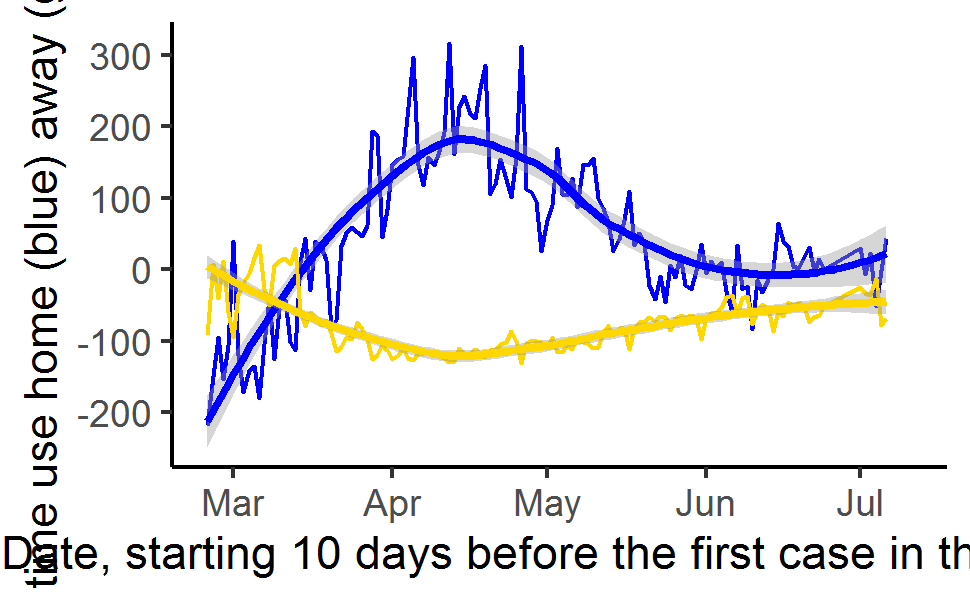 time use home (blue) away (
300
200
100
0
-100
-200
Mar Apr May Jun Jul
Date, starting 10 days before the first case in th